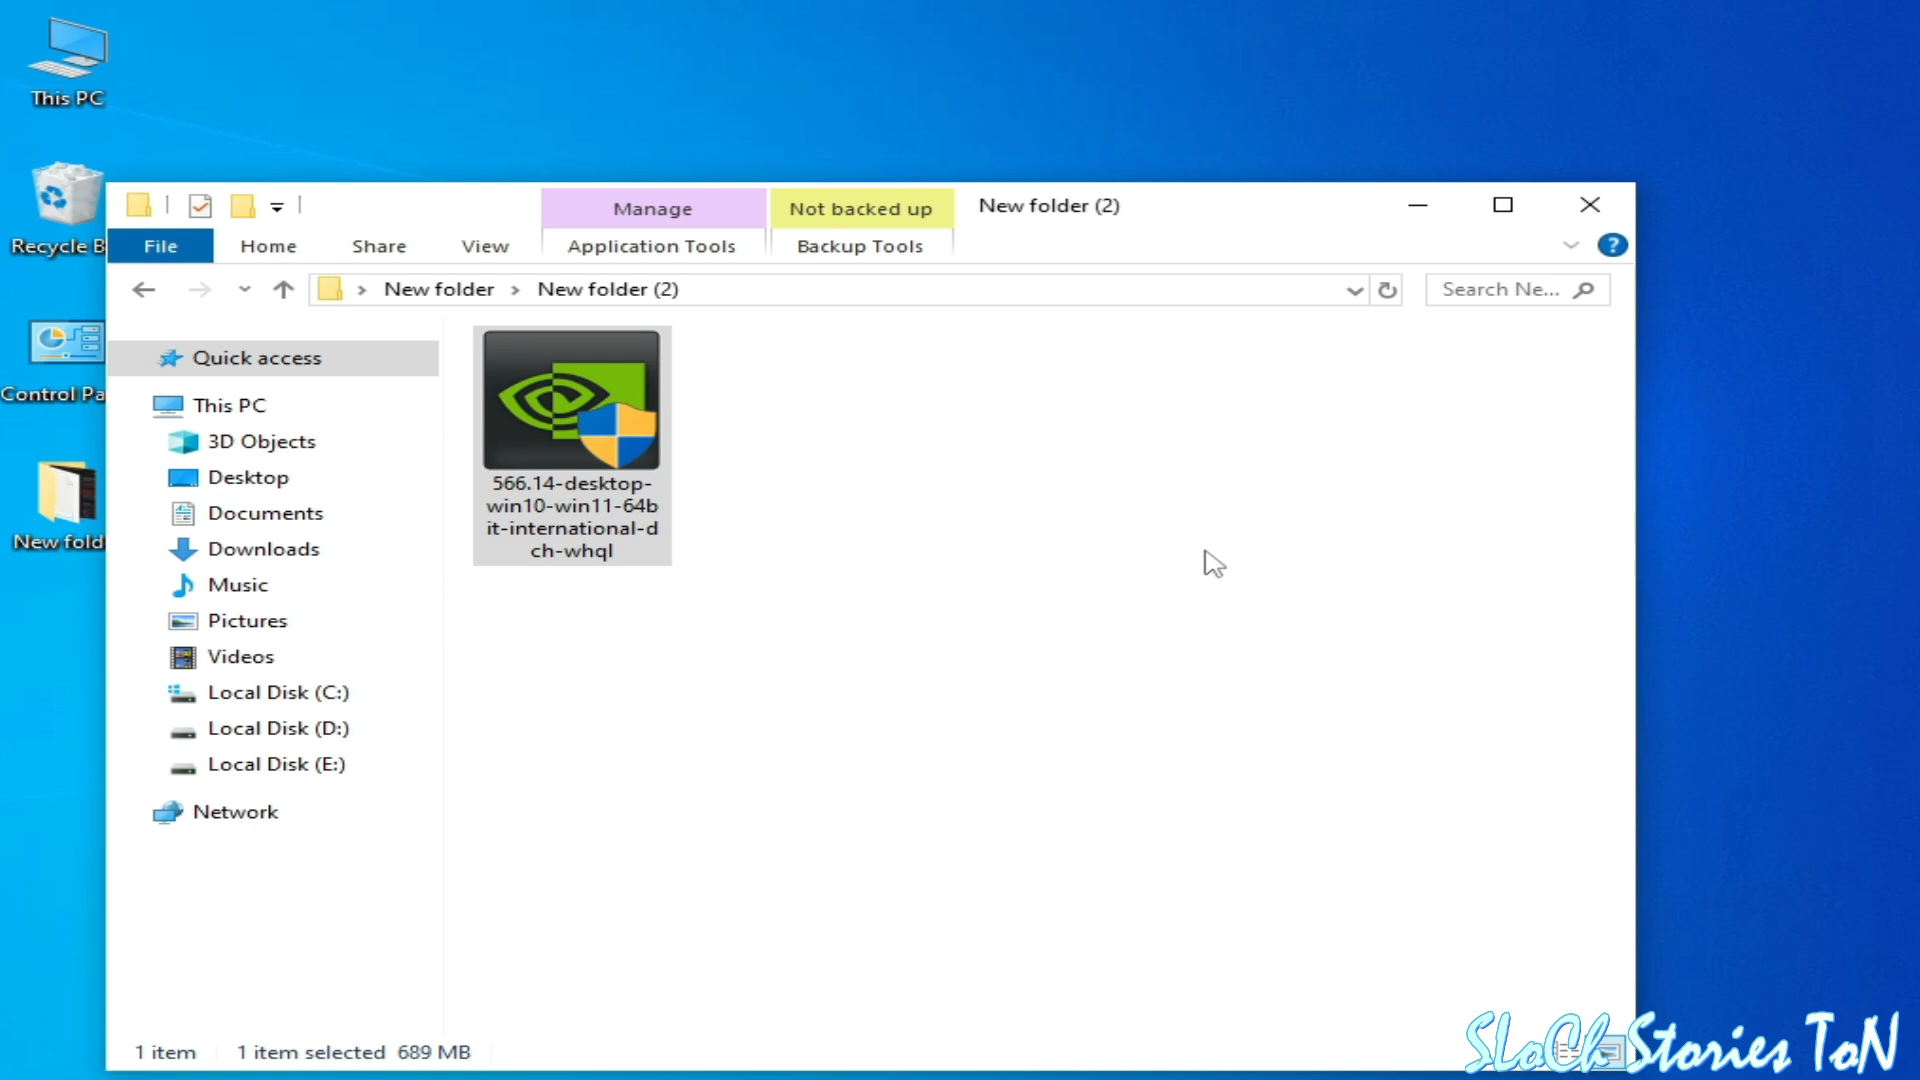 This PC
Recycle B
Control Pa
New fold
Manage
Not backed up
New folder (2)
File
Home
Share
View
Application Tools
Backup Tools
New folder > New folder (2)
Search Ne...
Quick access
This PC
3D Objects
Desktop
Documents
Downloads
Music
Pictures
Videos
Local Disk (C:)
Local Disk (D:)
Local Disk (E:)
Network
566.14-desktop-
win10-win11-64b
it-international-d
ch-whql
1 item
1 item selected 689 MB
SLoCh Stories ToN